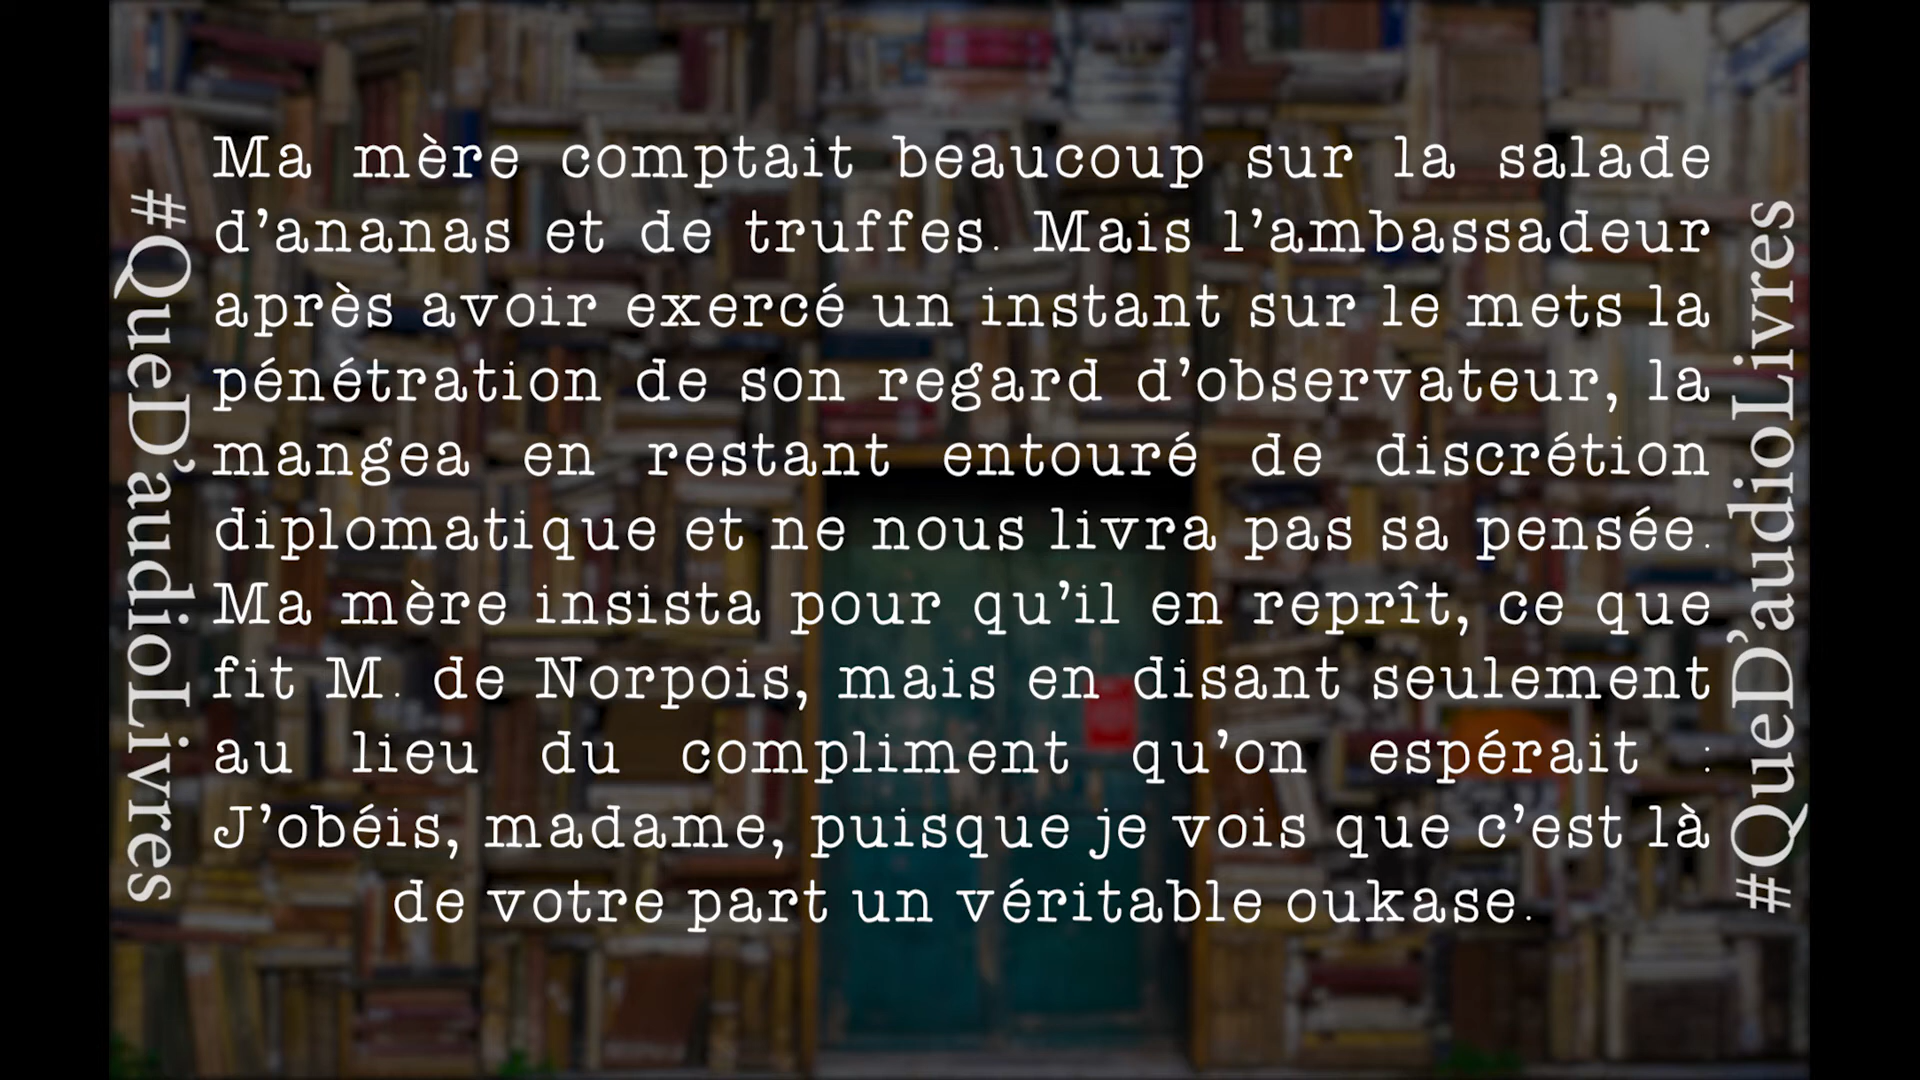 Ma mère comptait beaucoup sur la salade
d’ananas et de truffes. Mais l’ambassadeur
après avoir exercé un instant sur le mets la
pénétration de son regard d’observateur, la
mangea en restant entouré de discrétion
diplomatique et ne nous livra pas sa pensée.
Ma mère insista pour qu’il en reprît, ce que
fit M. de Norpois, mais en disant seulement
au lieu du compliment qu’on espérait :
J’obéis, madame, puisque je vois que c’est là
de votre part un véritable oukase.
#QueD’audioLivres
#QueD’audioLivres